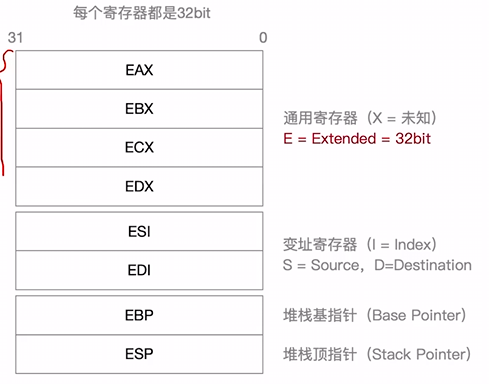 每个寄存器都是32bit
31 0
EAX
EBX
通用寄存器（X = 未知）
E = Extended = 32bit
ECX
EDX
ESI
变址寄存器（I = Index）
S = Source，D=Destination
EDI
EBP 堆栈基指针（Base Pointer）
ESP 堆栈顶指针（Stack Pointer）